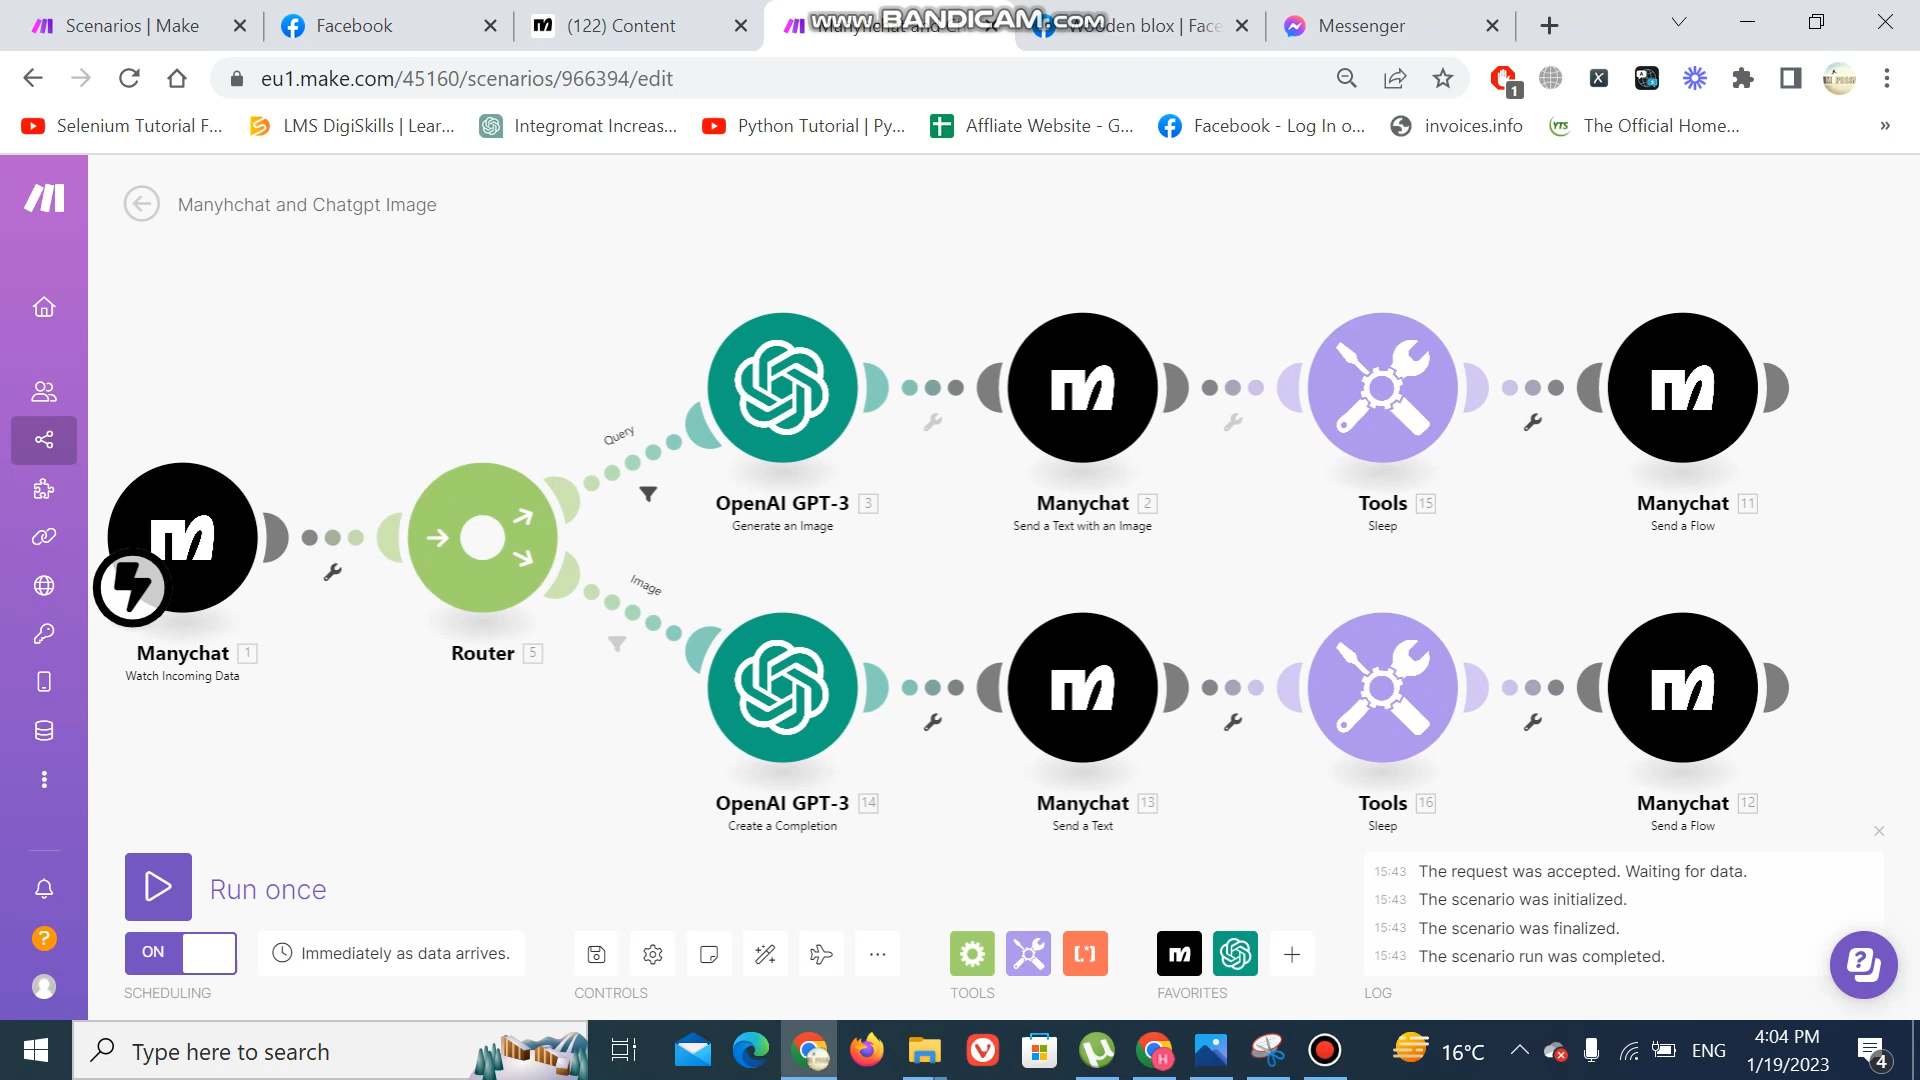 www.BANDICAM.com
Scenarios | Make
Facebook
(122) Content
Manyhchat and Ch
Wooden blox | Face
Messenger
eu1.make.com/45160/scenarios/966394/edit
1
Selenium Tutorial F...
LMS DigiSkills | Lear...
Integromat Increas...
Python Tutorial | Py...
Affliate Website - G...
Facebook - Log In o...
invoices.info
YTS
The Official Home...
»
Manyhchat and Chatgpt Image
Query
OpenAI GPT-3 3
Generate an Image
Manychat 2
Send a Text with an Image
Tools 15
Sleep
Manychat 11
Send a Flow
Manychat 1
Watch Incoming Data
Router 5
Image
OpenAI GPT-3 14
Create a Completion
Manychat 13
Send a Text
Tools 16
Sleep
Manychat 12
Send a Flow
Run once
ON
Immediately as data arrives.
SCHEDULING
CONTROLS
TOOLS
FAVORITES
15:43 The request was accepted. Waiting for data.
15:43 The scenario was initialized.
15:43 The scenario was finalized.
15:43 The scenario run was completed.
LOG
Type here to search
16°C
ENG
4:04 PM
1/19/2023
4